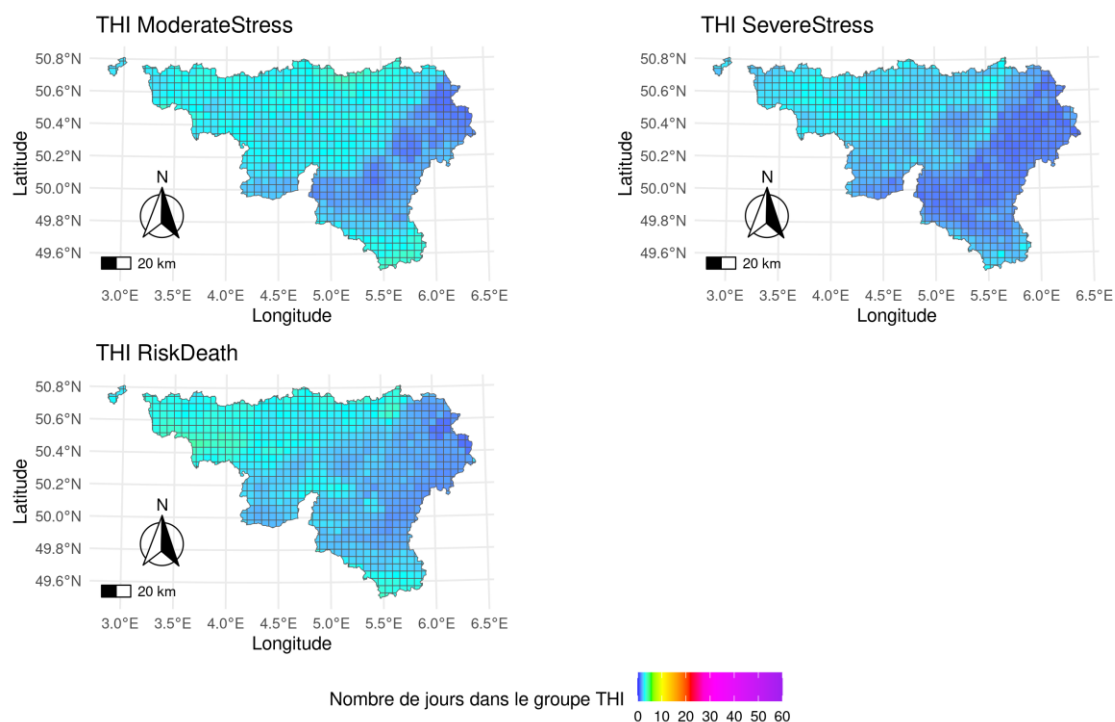 THI ModerateStress
50.8°N
50.6°N
50.4°N
50.2°N
50.0°N
49.8°N
49.6°N
Latitude
N
20 km
3.0°E 3.5°E 4.0°E 4.5°E 5.0°E 5.5°E 6.0°E 6.5°E
Longitude
THI SevereStress
50.8°N
50.6°N
50.4°N
50.2°N
50.0°N
49.8°N
49.6°N
Latitude
N
20 km
3.0°E 3.5°E 4.0°E 4.5°E 5.0°E 5.5°E 6.0°E 6.5°E
Longitude
THI RiskDeath
50.8°N
50.6°N
50.4°N
50.2°N
50.0°N
49.8°N
49.6°N
Latitude
N
20 km
3.0°E 3.5°E 4.0°E 4.5°E 5.0°E 5.5°E 6.0°E 6.5°E
Longitude
Nombre de jours dans le groupe THI
0 10 20 30 40 50 60